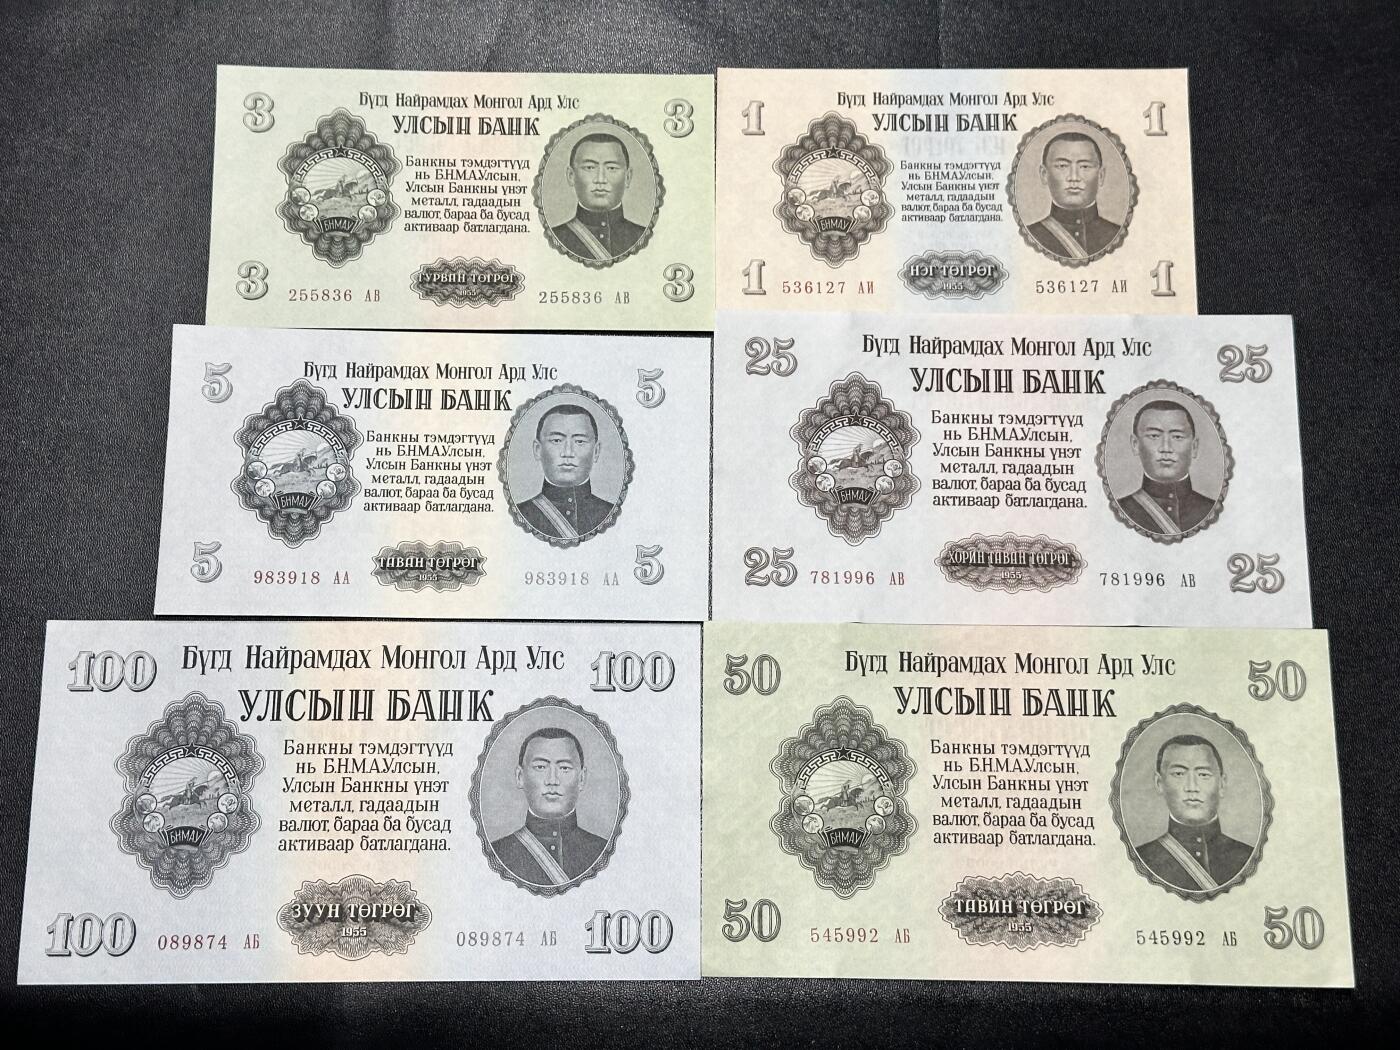 3 Бүгд Найрамдах Монгол Ард Улс 3
УЛСЫН БАНК
Банкны тэмдэгтүүд
нь Б.Н.М.А.Улсын,
Улсын Банкны үнэт
металл, гадаадын
валют, бараа ба бусад
активаар батлагдана.
БНМАУ
ГУРВАН ТӨГРӨГ
1955
3 255836 АВ 255836 АВ 3
1 Бүгд Найрамдах Монгол Ард Улс 1
УЛСЫН БАНК
Банкны тэмдэгтүүд
нь Б.Н.М.А.Улсын,
Улсын Банкны үнэт
металл, гадаадын
валют, бараа ба бусад
активаар батлагдана.
БНМАУ
НЭГ ТӨГРӨГ
1955
1 536127 АИ 536127 АИ 1
5 Бүгд Найрамдах Монгол Ард Улс 5
УЛСЫН БАНК
Банкны тэмдэгтүүд
нь Б.Н.М.А.Улсын,
Улсын Банкны үнэт
металл, гадаадын
валют, бараа ба бусад
активаар батлагдана.
БНМАУ
ТАВАН ТӨГРӨГ
1955
5 983918 АА 983918 АА 5
25 Бүгд Найрамдах Монгол Ард Улс 25
УЛСЫН БАНК
Банкны тэмдэгтүүд
нь Б.Н.М.А.Улсын,
Улсын Банкны үнэт
металл, гадаадын
валют, бараа ба бусад
активаар батлагдана.
БНМАУ
ХОРИН ТАВАН ТӨГРӨГ
1955
25 781996 АВ 781996 АВ 25
100 Бүгд Найрамдах Монгол Ард Улс 100
УЛСЫН БАНК
Банкны тэмдэгтүүд
нь Б.Н.М.А.Улсын,
Улсын Банкны үнэт
металл, гадаадын
валют, бараа ба бусад
активаар батлагдана.
БНМАУ
ЗУУН ТӨГРӨГ
1955
100 089874 АБ 089874 АБ 100
50 Бүгд Найрамдах Монгол Ард Улс 50
УЛСЫН БАНК
Банкны тэмдэгтүүд
нь Б.Н.М.А.Улсын,
Улсын Банкны үнэт
металл, гадаадын
валют, бараа ба бусад
активаар батлагдана.
БНМАУ
ТАВИН ТӨГРӨГ
1955
50 545992 АБ 545992 АБ 50